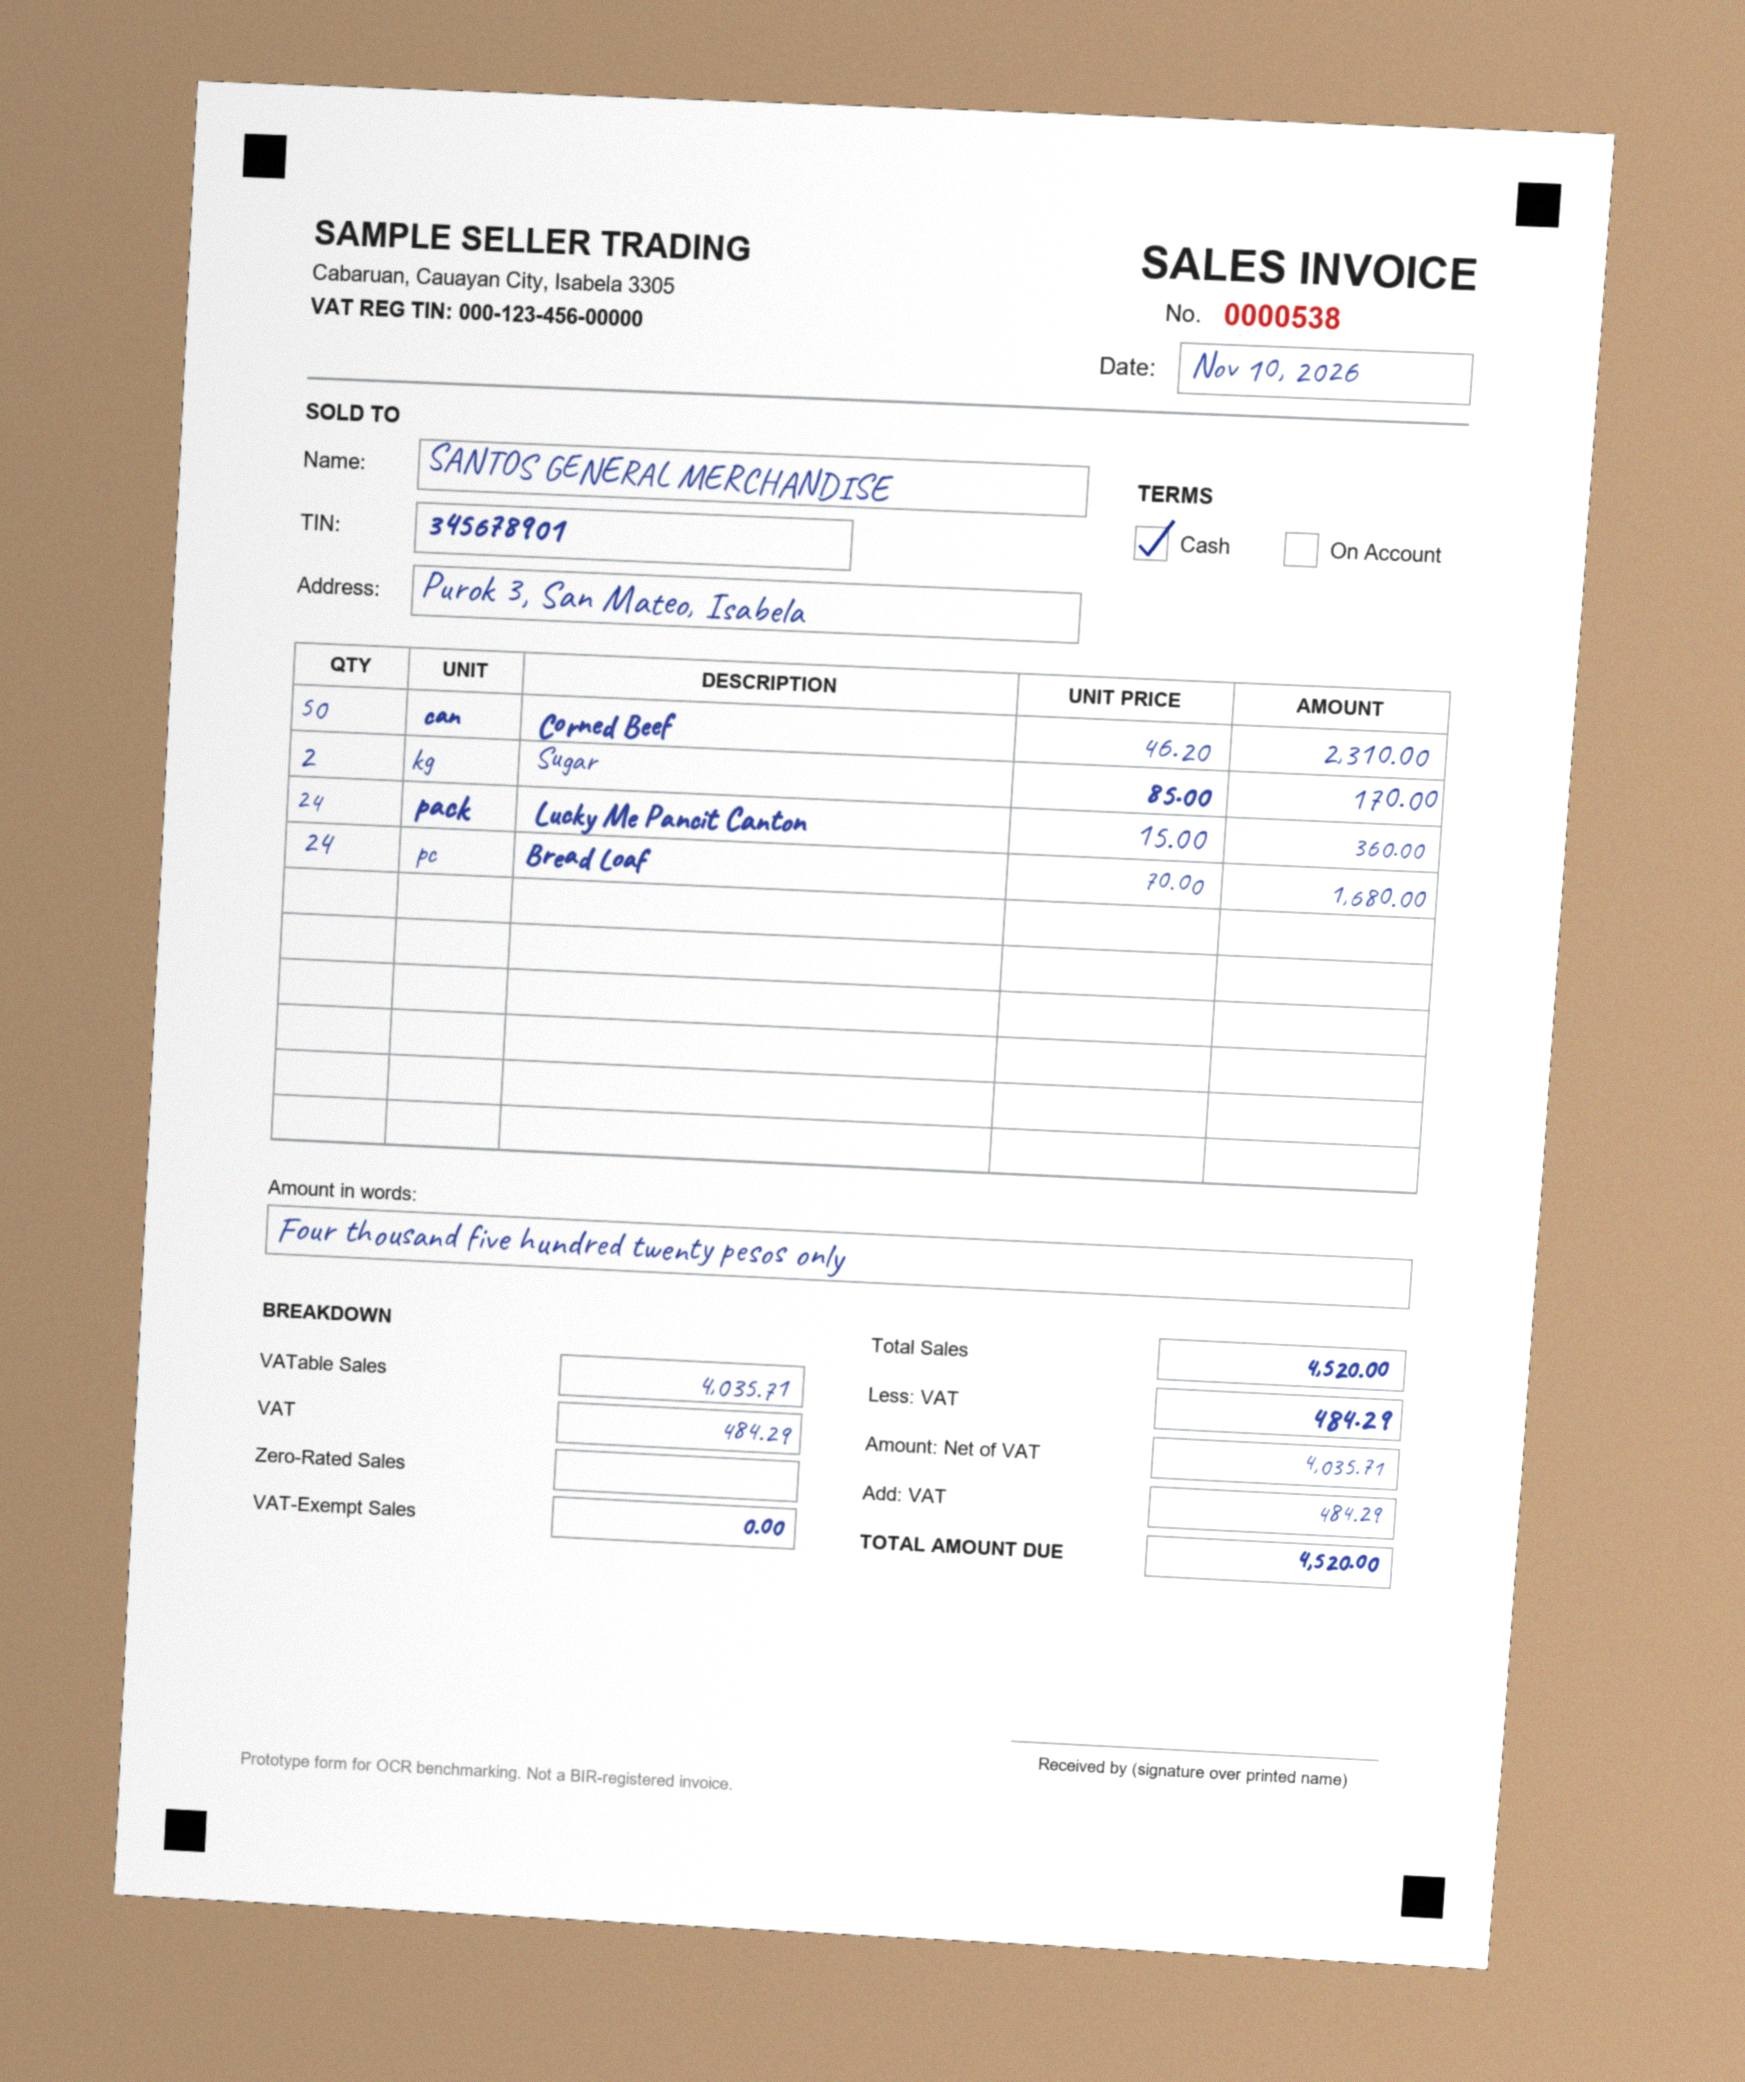 SAMPLE SELLER TRADING
Cabaruan, Cauayan City, Isabela 3305
VAT REG TIN: 000-123-456-00000
SALES INVOICE
No. 0000538
Date: Nov 10, 2026
SOLD TO
Name: SANTOS GENERAL MERCHANDISE
TIN: 345678901
Address: Purok 3, San Mateo, Isabela
TERMS
Cash On Account
QTY UNIT DESCRIPTION UNIT PRICE AMOUNT
50 can Corned Beef 46.20 2,310.00
2 kg Sugar 85.00 170.00
24 pack Lucky Me Pancit Canton 15.00 360.00
24 pc Bread Loaf 70.00 1,680.00
Amount in words:
Four thousand five hundred twenty pesos only
BREAKDOWN
VATable Sales 4,035.71
VAT 484.29
Zero-Rated Sales
VAT-Exempt Sales 0.00
Total Sales 4,520.00
Less: VAT 484.29
Amount: Net of VAT 4,035.71
Add: VAT 484.29
TOTAL AMOUNT DUE 4,520.00
Received by (signature over printed name)
Prototype form for OCR benchmarking. Not a BIR-registered invoice.